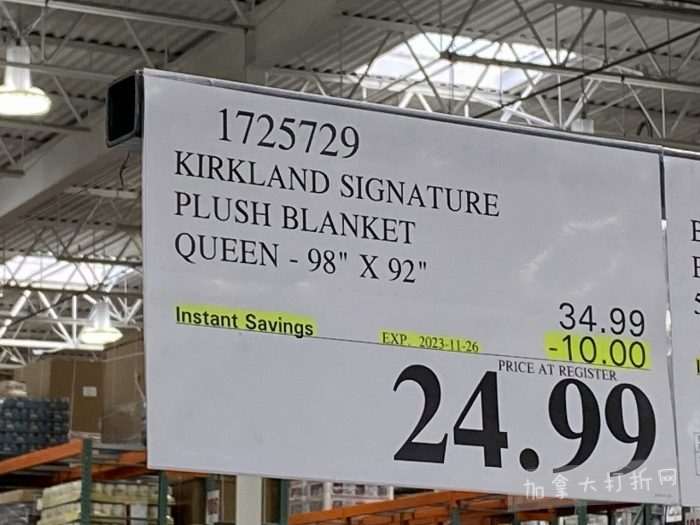 1725729
KIRKLAND SIGNATURE
PLUSH BLANKET
QUEEN - 98" X 92"
34.99
Instant Savings
EXP. 2023-11-26
-10.00
PRICE AT REGISTER
24.99
加拿大打折网